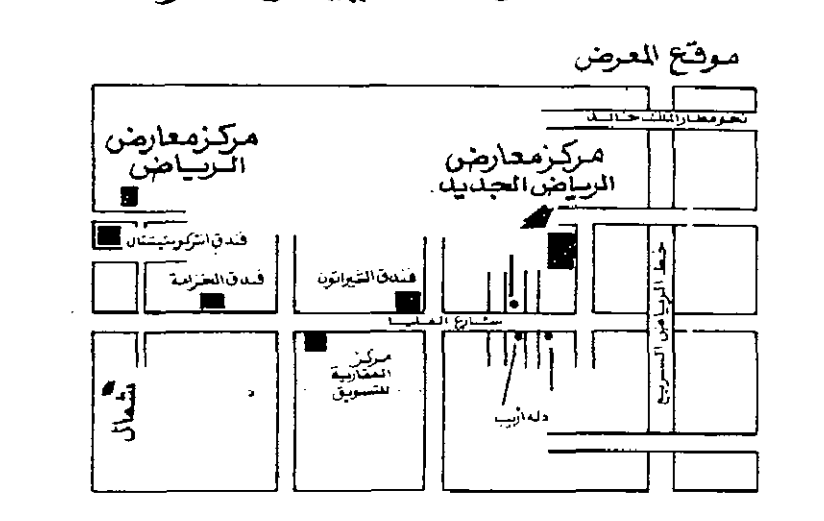 موقع المعرض
نحو مطار الملك خالد
مركز معارض
الرياض
مركز معارض
الرياض الجديد
فندق انتركونتيننتال
فندق الخزامة
فندق الشيراتون
خط الرياض السريع
شارع العليا
مركز
العقارية
للتسويق
دله أربب
شمال